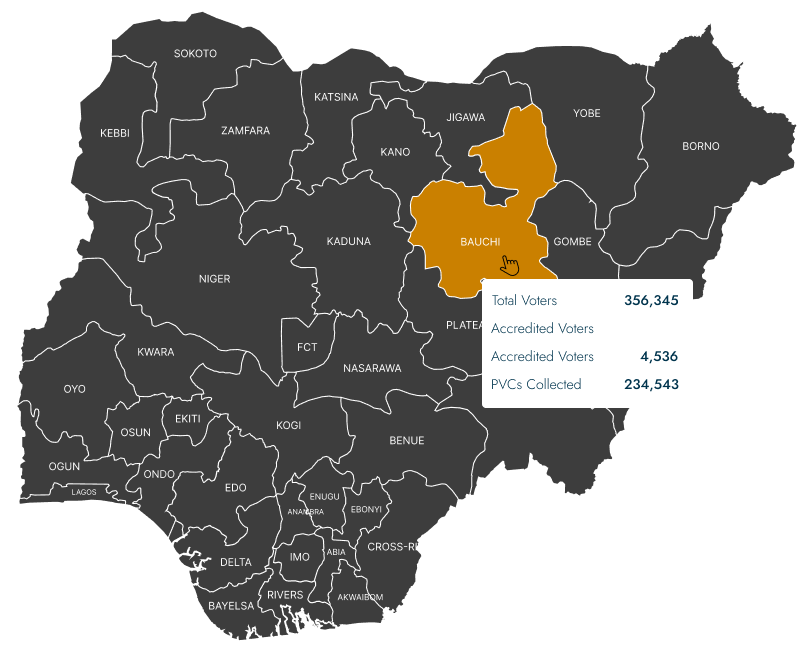 SOKOTO
KATSINA
JIGAWA
YOBE
KEBBI
ZAMFARA
KANO
BORNO
KADUNA
BAUCHI
GOMBE
NIGER
Total Voters 356,345
Accredited Voters
Accredited Voters 4,536
PVCs Collected 234,543
PLATEA
FCT
KWARA
NASARAWA
OYO
EKITI
OSUN
KOGI
BENUE
OGUN
ONDO
LAGOS
EDO
ENUGU
ANAMBRA
EBONYI
CROSS-RI
ABIA
IMO
DELTA
RIVERS
AKWAIBOM
BAYELSA